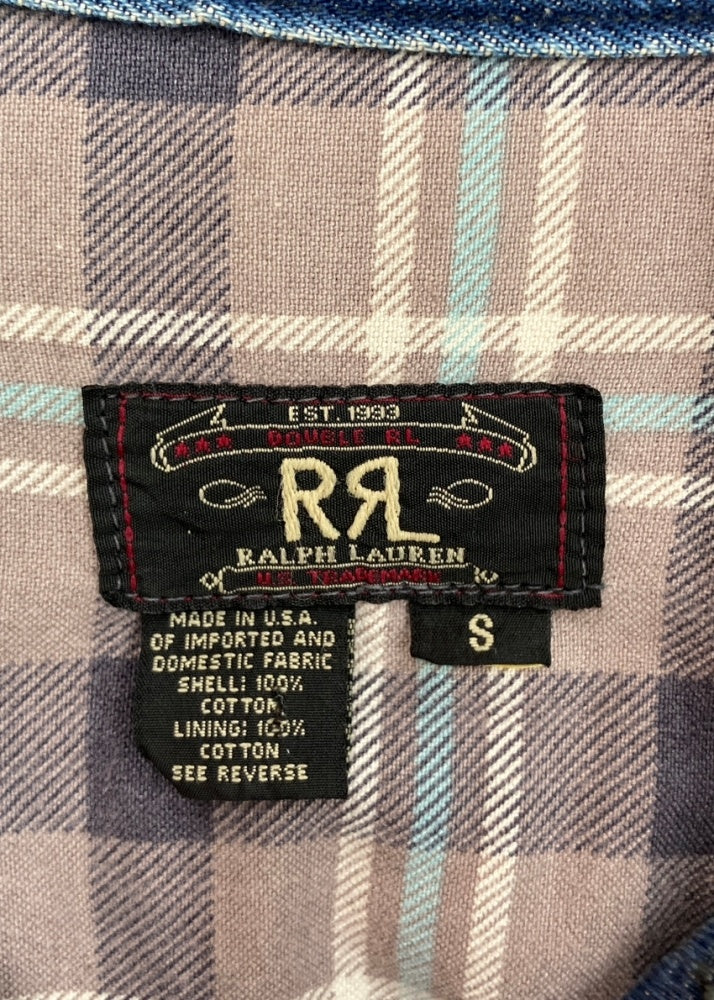 EST. 1993
DOUBLE RL
RRL
RALPH LAUREN
U.S. TRADEMARK
S
MADE IN U.S.A.
OF IMPORTED AND
DOMESTIC FABRIC
SHELL: 100%
COTTON
LINING: 100%
COTTON
SEE REVERSE